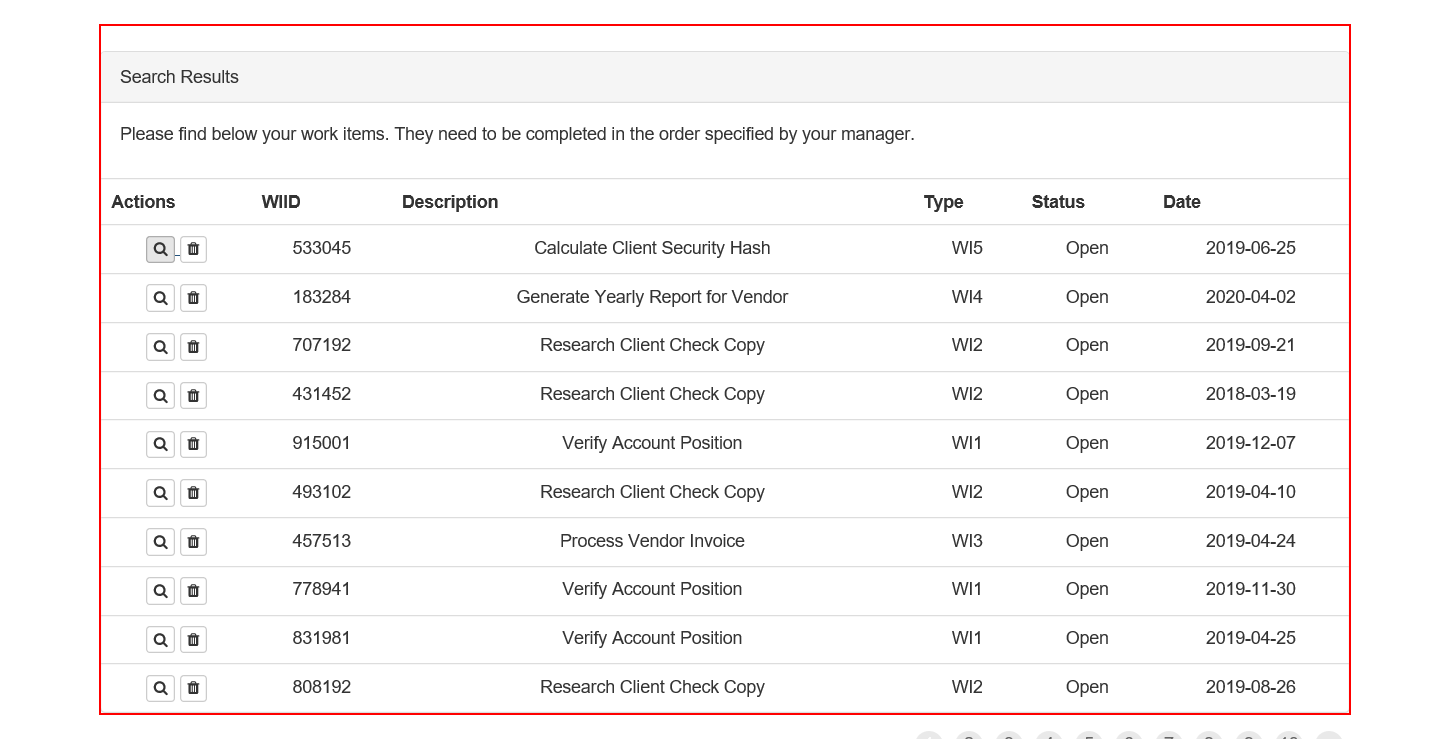 Search Results
Please find below your work items. They need to be completed in the order specified by your manager.
Actions WIID Description Type Status Date
533045 Calculate Client Security Hash WI5 Open 2019-06-25
183284 Generate Yearly Report for Vendor WI4 Open 2020-04-02
707192 Research Client Check Copy WI2 Open 2019-09-21
431452 Research Client Check Copy WI2 Open 2018-03-19
915001 Verify Account Position WI1 Open 2019-12-07
493102 Research Client Check Copy WI2 Open 2019-04-10
457513 Process Vendor Invoice WI3 Open 2019-04-24
778941 Verify Account Position WI1 Open 2019-11-30
831981 Verify Account Position WI1 Open 2019-04-25
808192 Research Client Check Copy WI2 Open 2019-08-26